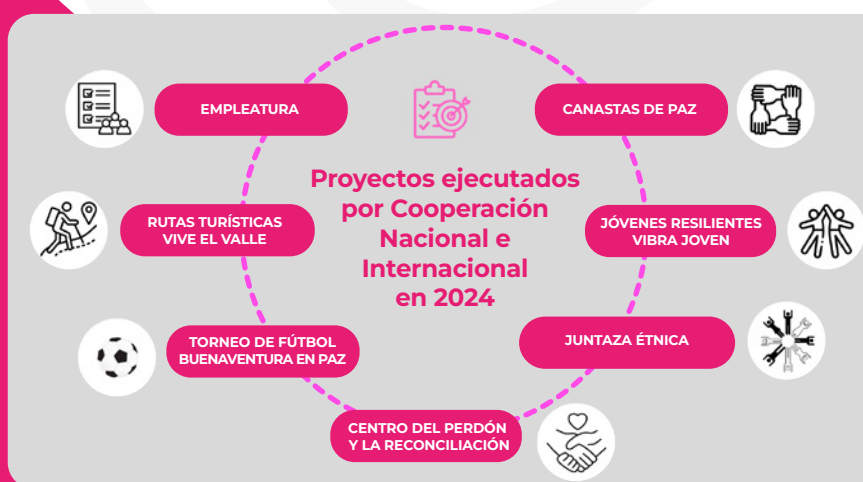 EMPLEATURA
CANASTAS DE PAZ
Proyectos ejecutados
por Cooperación
Nacional e
Internacional
en 2024
RUTAS TURÍSTICAS
VIVE EL VALLE
JÓVENES RESILIENTES
VIBRA JOVEN
TORNEO DE FÚTBOL
BUENAVENTURA EN PAZ
JUNTAZA ÉTNICA
CENTRO DEL PERDÓN
Y LA RECONCILIACIÓN